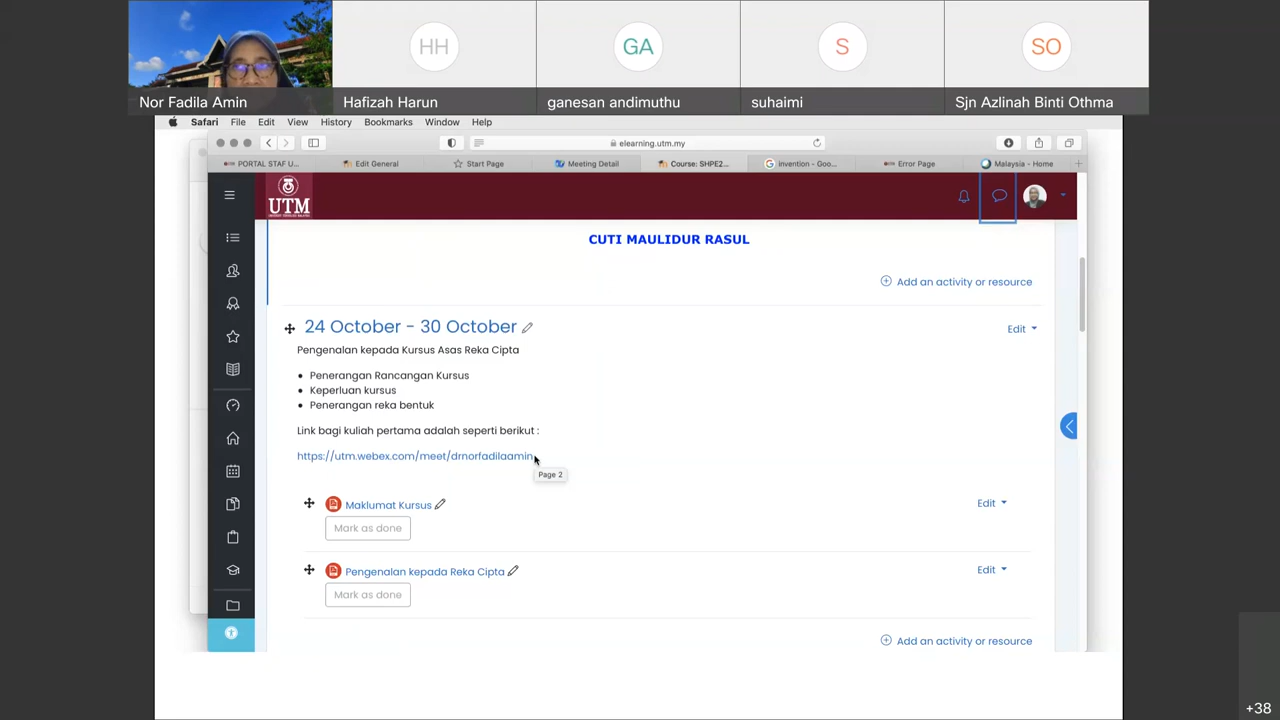 HH
GA
S
SO
Nor Fadila Amin
Hafizah Harun
ganesan andimuthu
suhaimi
Sjn Azlinah Binti Othma
Safari File Edit View History Bookmarks Window Help
elearning.utm.my
PORTAL STAF U...
Edit General
Start Page
Meeting Detail
Course: SHPE2...
invention - Goo...
Error Page
Malaysia - Home
UTM
CUTI MAULIDUR RASUL
Add an activity or resource
24 October - 30 October
Edit
Pengenalan kepada Kursus Asas Reka Cipta
Penerangan Rancangan Kursus
Keperluan kursus
Penerangan reka bentuk
Link bagi kuliah pertama adalah seperti berikut :
https://utm.webex.com/meet/drnorfadilaamin
Page 2
Maklumat Kursus
Edit
Mark as done
Pengenalan kepada Reka Cipta
Edit
Mark as done
Add an activity or resource
+38